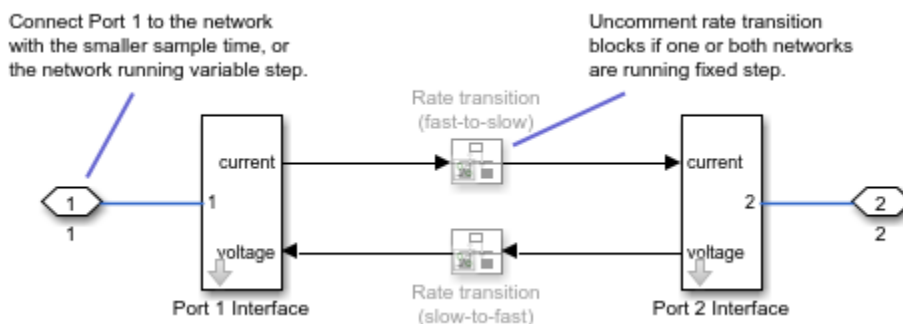 Connect Port 1 to the network
with the smaller sample time, or
the network running variable step.
Uncomment rate transition
blocks if one or both networks
are running fixed step.
Rate transition
(fast-to-slow)
current
current
1
1
2
2
1
2
voltage
voltage
Port 1 Interface
Rate transition
(slow-to-fast)
Port 2 Interface